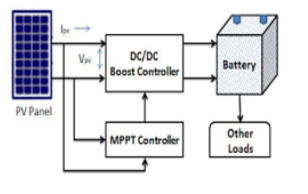 Ipv
Vpv
DC/DC
Boost Controller
Battery
PV Panel
MPPT Controller
Other
Loads